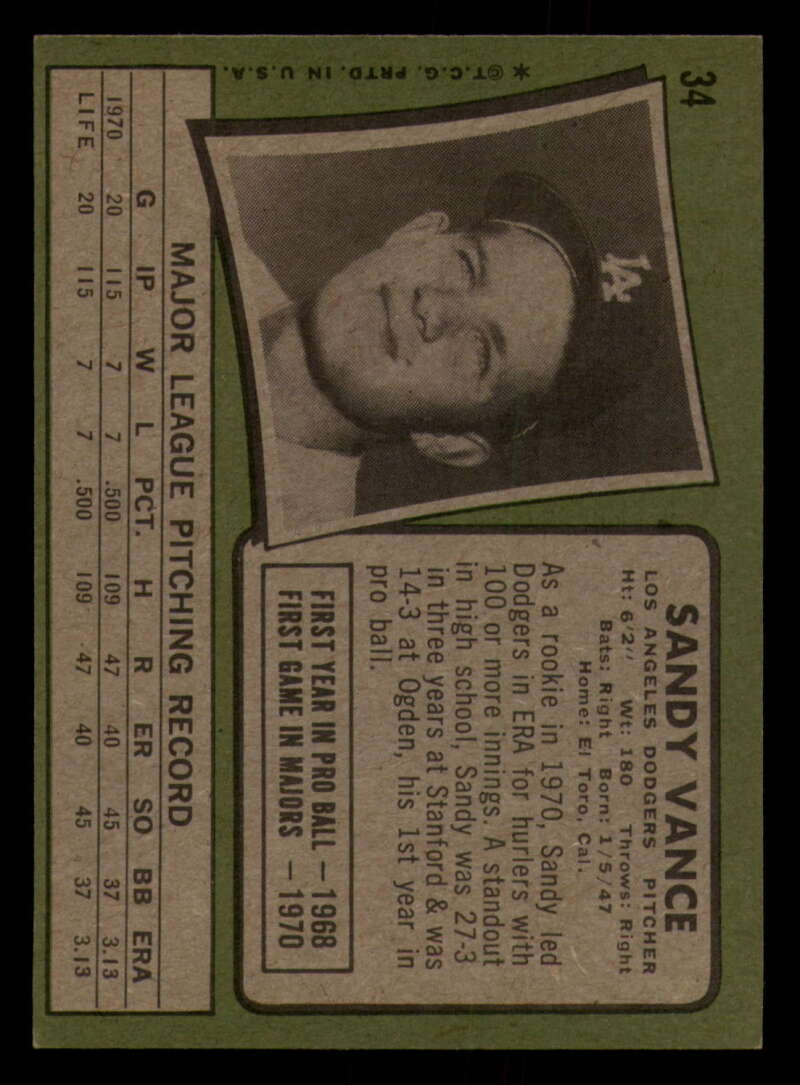 34
*©T.C.G. PRTD. IN U.S.A.
LA
SANDY VANCE
LOS ANGELES DODGERS PITCHER
Ht: 6'2" Wt: 180 Throws: Right
Bats: Right Born: 1/5/47
Home: El Toro, Cal.
As a rookie in 1970, Sandy led
Dodgers in ERA for hurlers with
100 or more innings. A standout
in high school, Sandy was 27-3
in three years at Stanford & was
14-3 at Ogden, his 1st year in
pro ball.
FIRST YEAR IN PRO BALL — 1968
FIRST GAME IN MAJORS — 1970
MAJOR LEAGUE PITCHING RECORD
G IP W L PCT. H R ER SO BB ERA
1970 20 115 7 7 .500 109 47 40 45 37 3.13
LIFE 20 115 7 7 .500 109 47 40 45 37 3.13